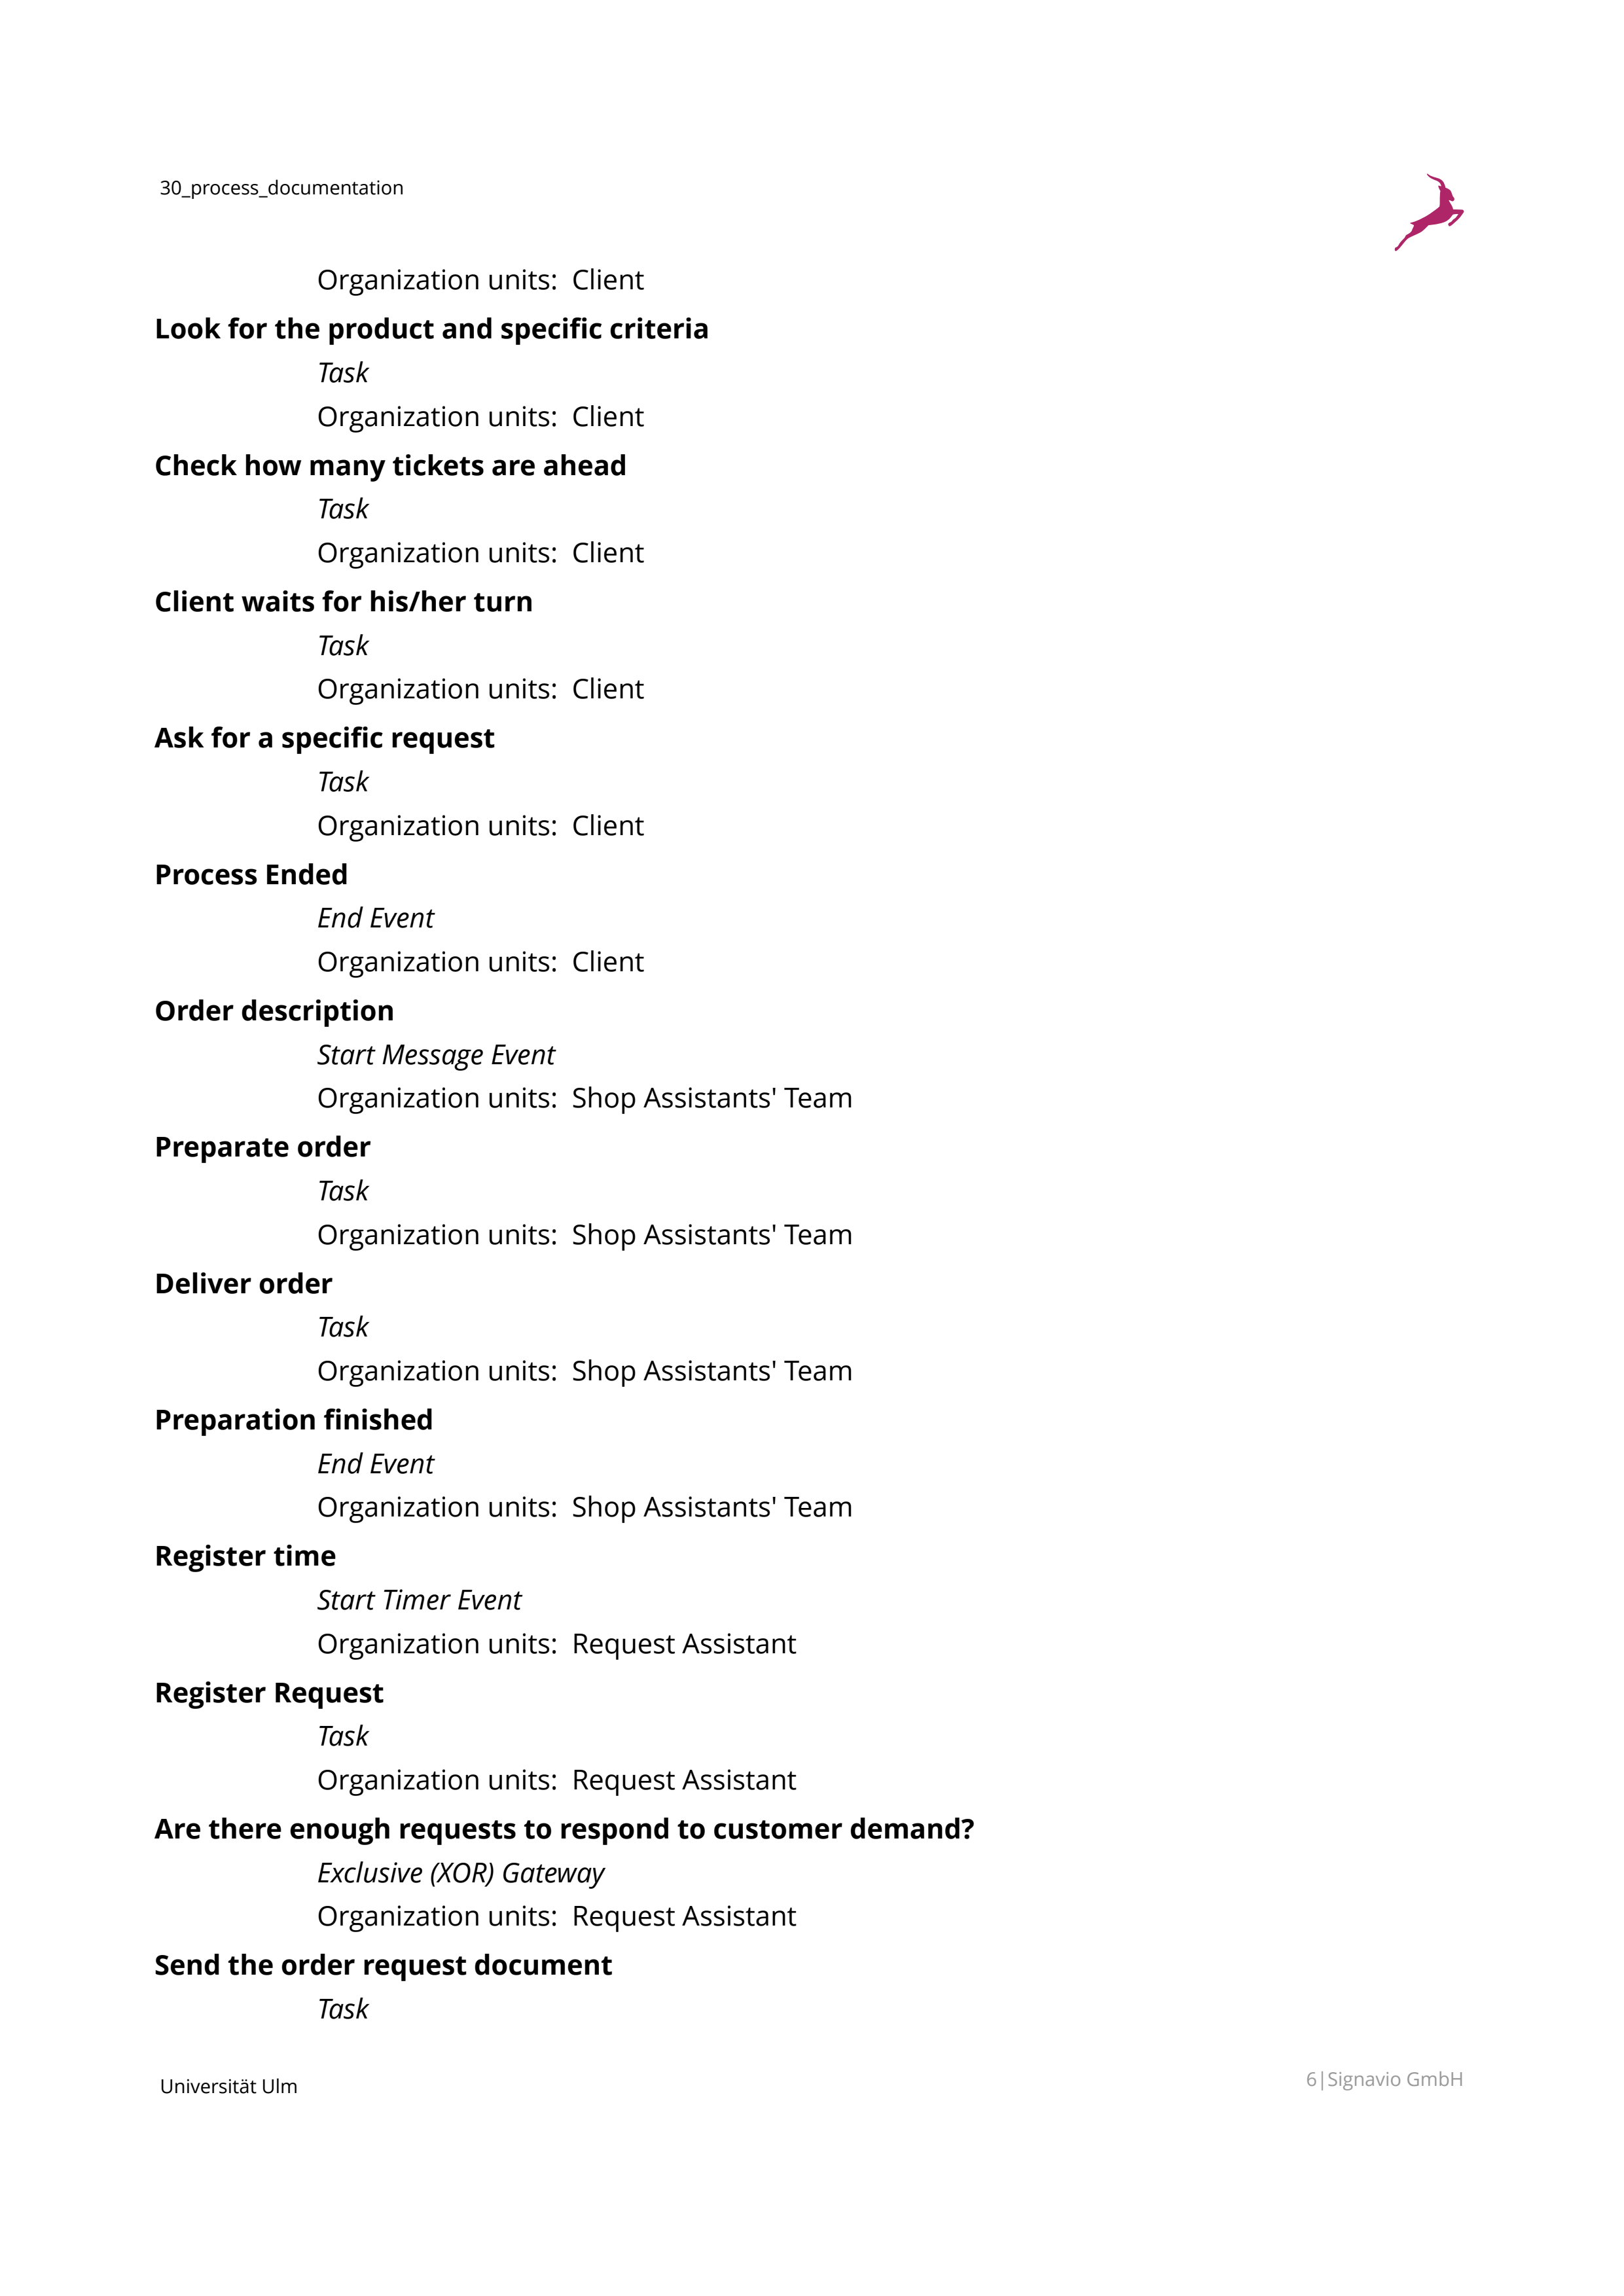 30_process_documentation
Organization units: Client
Look for the product and specific criteria
Task
Organization units: Client
Check how many tickets are ahead
Task
Organization units: Client
Client waits for his/her turn
Task
Organization units: Client
Ask for a specific request
Task
Organization units: Client
Process Ended
End Event
Organization units: Client
Order description
Start Message Event
Organization units: Shop Assistants' Team
Preparate order
Task
Organization units: Shop Assistants' Team
Deliver order
Task
Organization units: Shop Assistants' Team
Preparation finished
End Event
Organization units: Shop Assistants' Team
Register time
Start Timer Event
Organization units: Request Assistant
Register Request
Task
Organization units: Request Assistant
Are there enough requests to respond to customer demand?
Exclusive (XOR) Gateway
Organization units: Request Assistant
Send the order request document
Task
Universität Ulm
6|Signavio GmbH